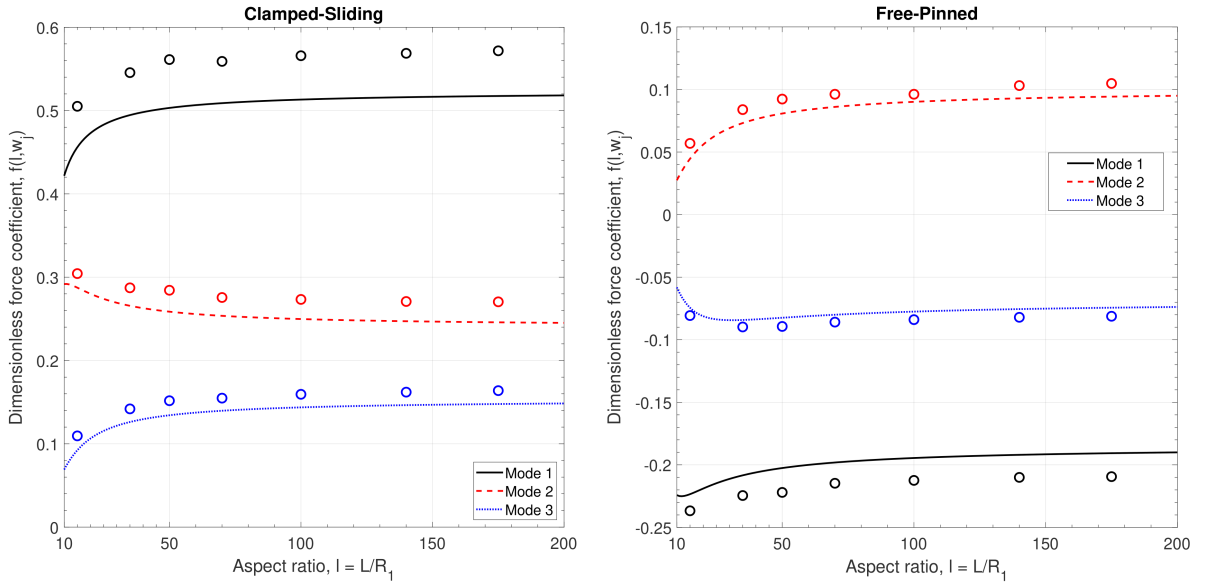 Clamped-Sliding
0.6
0.5
0.4
0.3
0.2
0.1
0
Dimensionless force coefficient, f(l,w_j)
10
50
100
150
200
Aspect ratio, l = L/R_1
Mode 1
Mode 2
Mode 3
Free-Pinned
0.15
0.1
0.05
0
-0.05
-0.1
-0.15
-0.2
-0.25
Dimensionless force coefficient, f(l,w_j)
10
50
100
150
200
Aspect ratio, l = L/R_1
Mode 1
Mode 2
Mode 3